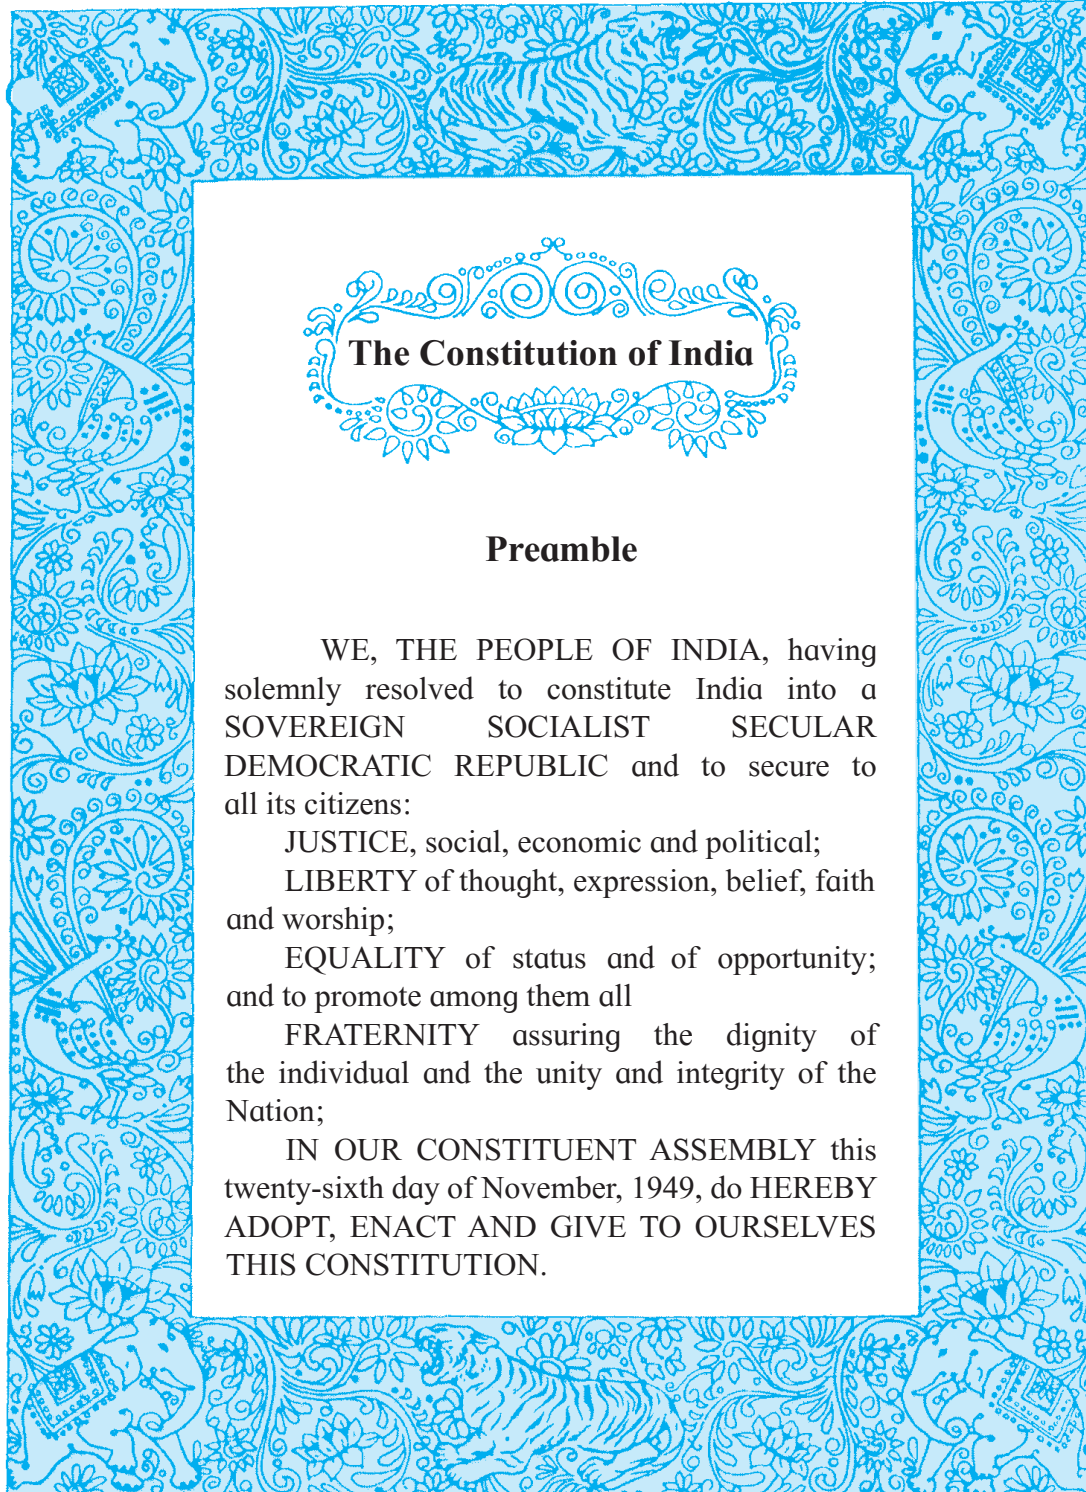 The Constitution of India
Preamble
WE, THE PEOPLE OF INDIA, having
solemnly resolved to constitute India into a
SOVEREIGN SOCIALIST SECULAR
DEMOCRATIC REPUBLIC and to secure to
all its citizens:
JUSTICE, social, economic and political;
LIBERTY of thought, expression, belief, faith
and worship;
EQUALITY of status and of opportunity;
and to promote among them all
FRATERNITY assuring the dignity of
the individual and the unity and integrity of the
Nation;
IN OUR CONSTITUENT ASSEMBLY this
twenty-sixth day of November, 1949, do HEREBY
ADOPT, ENACT AND GIVE TO OURSELVES
THIS CONSTITUTION.